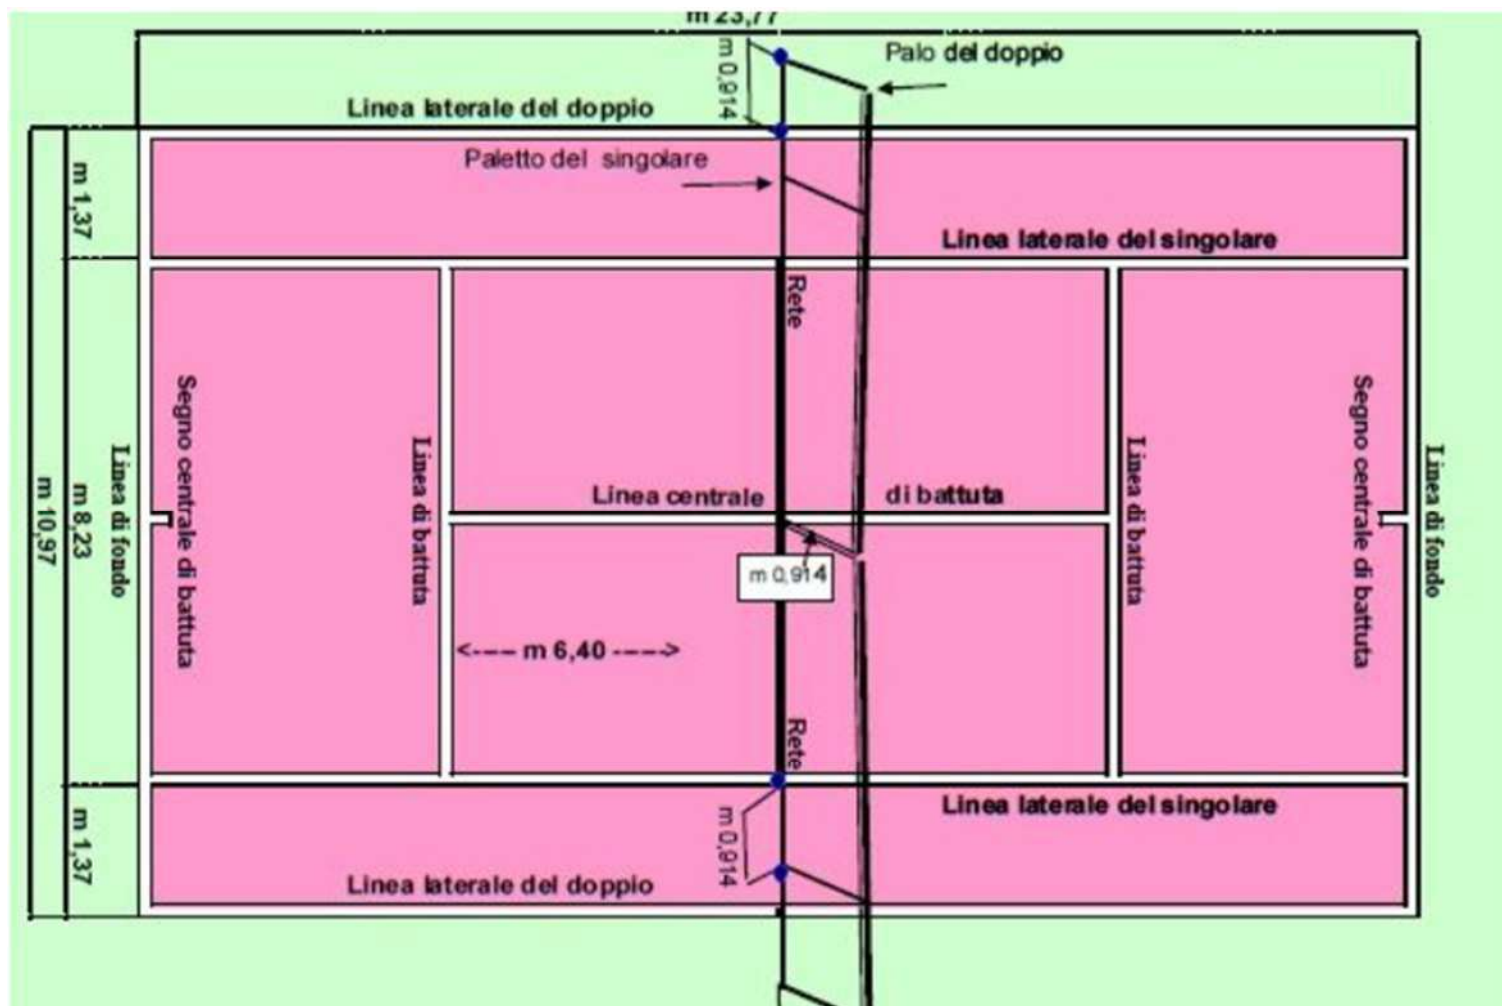 m 23,77
Palo del doppio
m 0,914
Linea laterale del doppio
Paletto del singolare
m 1,37
Linea laterale del singolare
Rete
Segno centrale di battuta
Linea di battuta
Linea centrale di battuta
Linea di battuta
Segno centrale di battuta
Linea di fondo
Linea di fondo
m 8,23
m 10,97
m 0,914
<---- m 6,40 ----->
Rete
Linea laterale del singolare
m 0,914
m 1,37
Linea laterale del doppio